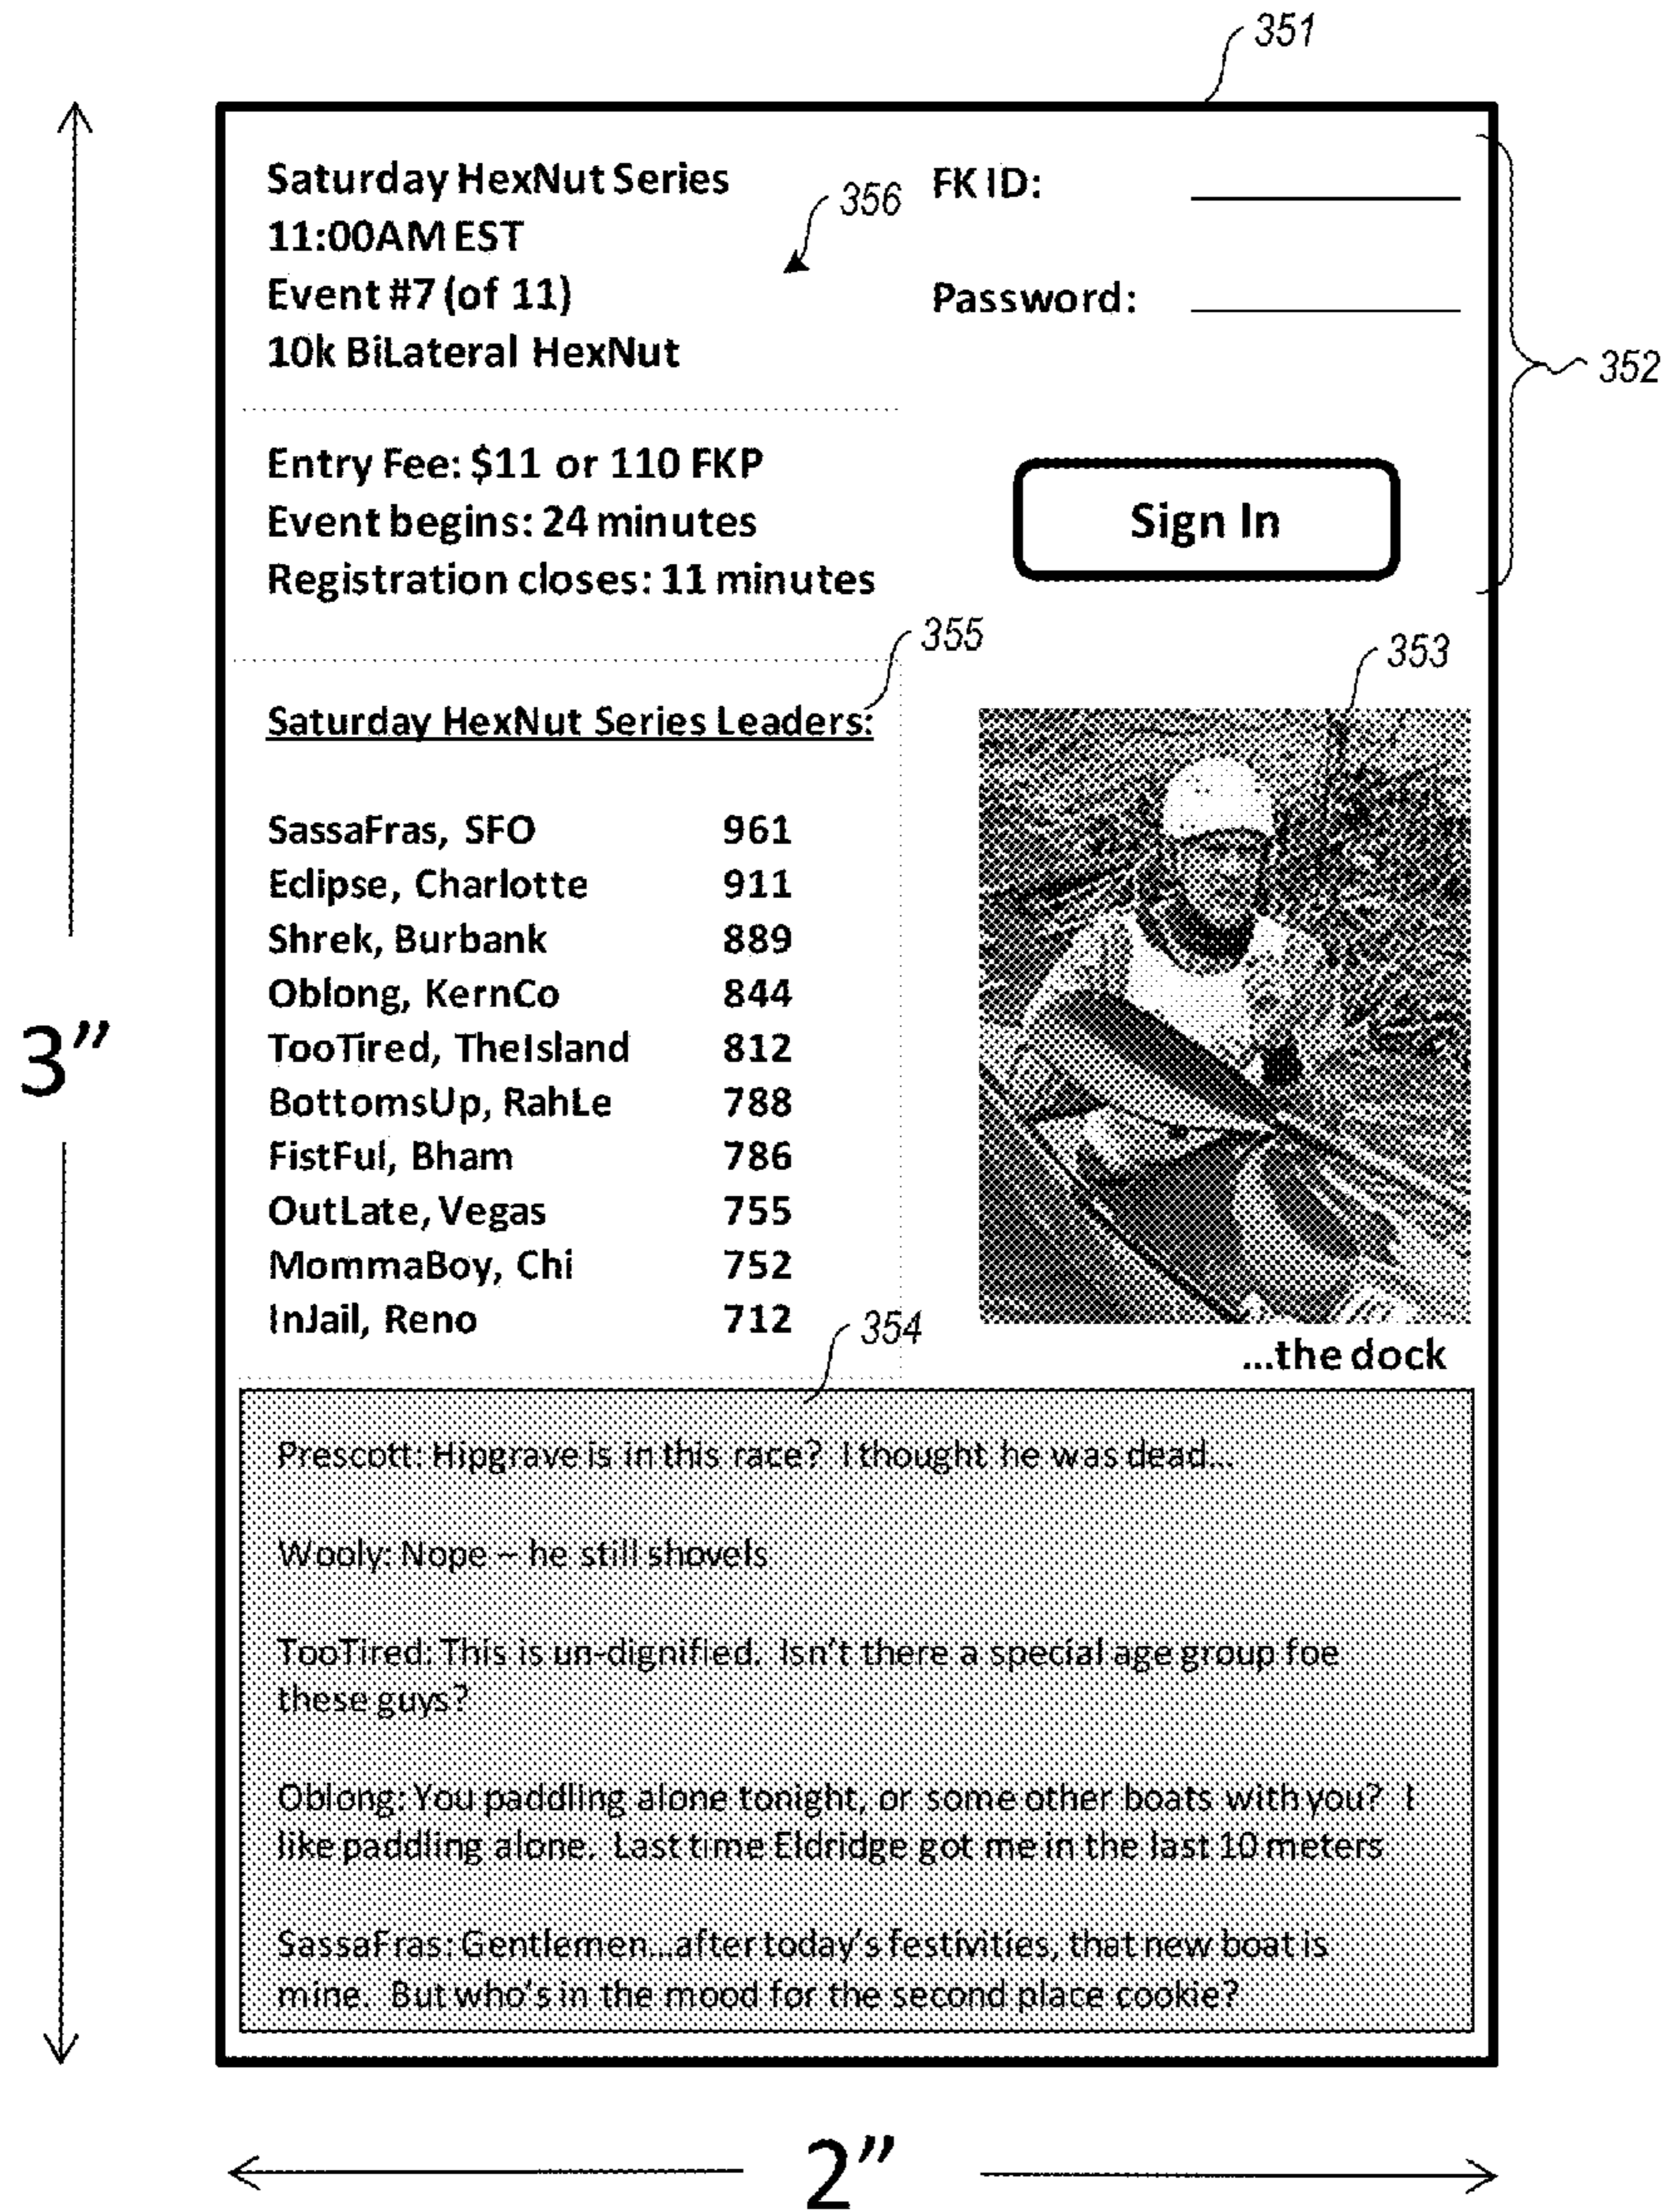 351
Saturday HexNut Series
11:00AM EST
Event #7 (of 11)
10k BiLateral HexNut
356
FK ID:
Password:
352
Entry Fee: $11 or 110 FKP
Event begins: 24 minutes
Registration closes: 11 minutes
Sign In
355
353
Saturday HexNut Series Leaders:
SassaFras, SFO 961
Eclipse, Charlotte 911
Shrek, Burbank 889
Oblong, KernCo 844
TooTired, TheIsland 812
BottomsUp, RahLe 788
FistFul, Bham 786
OutLate, Vegas 755
MommaBoy, Chi 752
InJail, Reno 712
354
...the dock
3"
Prescott: Hipgrave is in this race? I thought he was dead...
Wooly: Nope – he still shovels
TooTired: This is un-dignified. Isn't there a special age group foe
these guys?
Oblong: You paddling alone tonight, or some other boats with you? I
like paddling alone. Last time Eldridge got me in the last 10 meters
SassaFras: Gentlemen...after today's festivities, that new boat is
mine. But who's in the mood for the second place cookie?
2"